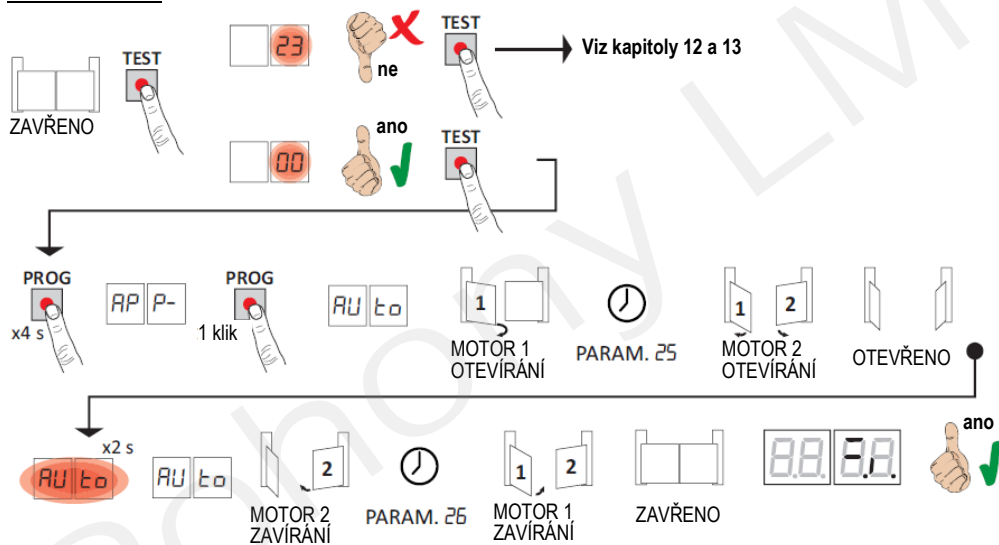 TEST
23
ne
TEST
Viz kapitoly 12 a 13
ZAVŘENO
TEST
00
ano
TEST
PROG
x4 s
AP P-
PROG
1 klik
AU to
1
MOTOR 1
OTEVÍRÁNÍ
PARAM. 25
1 2
MOTOR 2
OTEVÍRÁNÍ
OTEVŘENO
AU to
x2 s
AU to
2
MOTOR 2
ZAVÍRÁNÍ
PARAM. 26
1 2
MOTOR 1
ZAVÍRÁNÍ
ZAVŘENO
ano